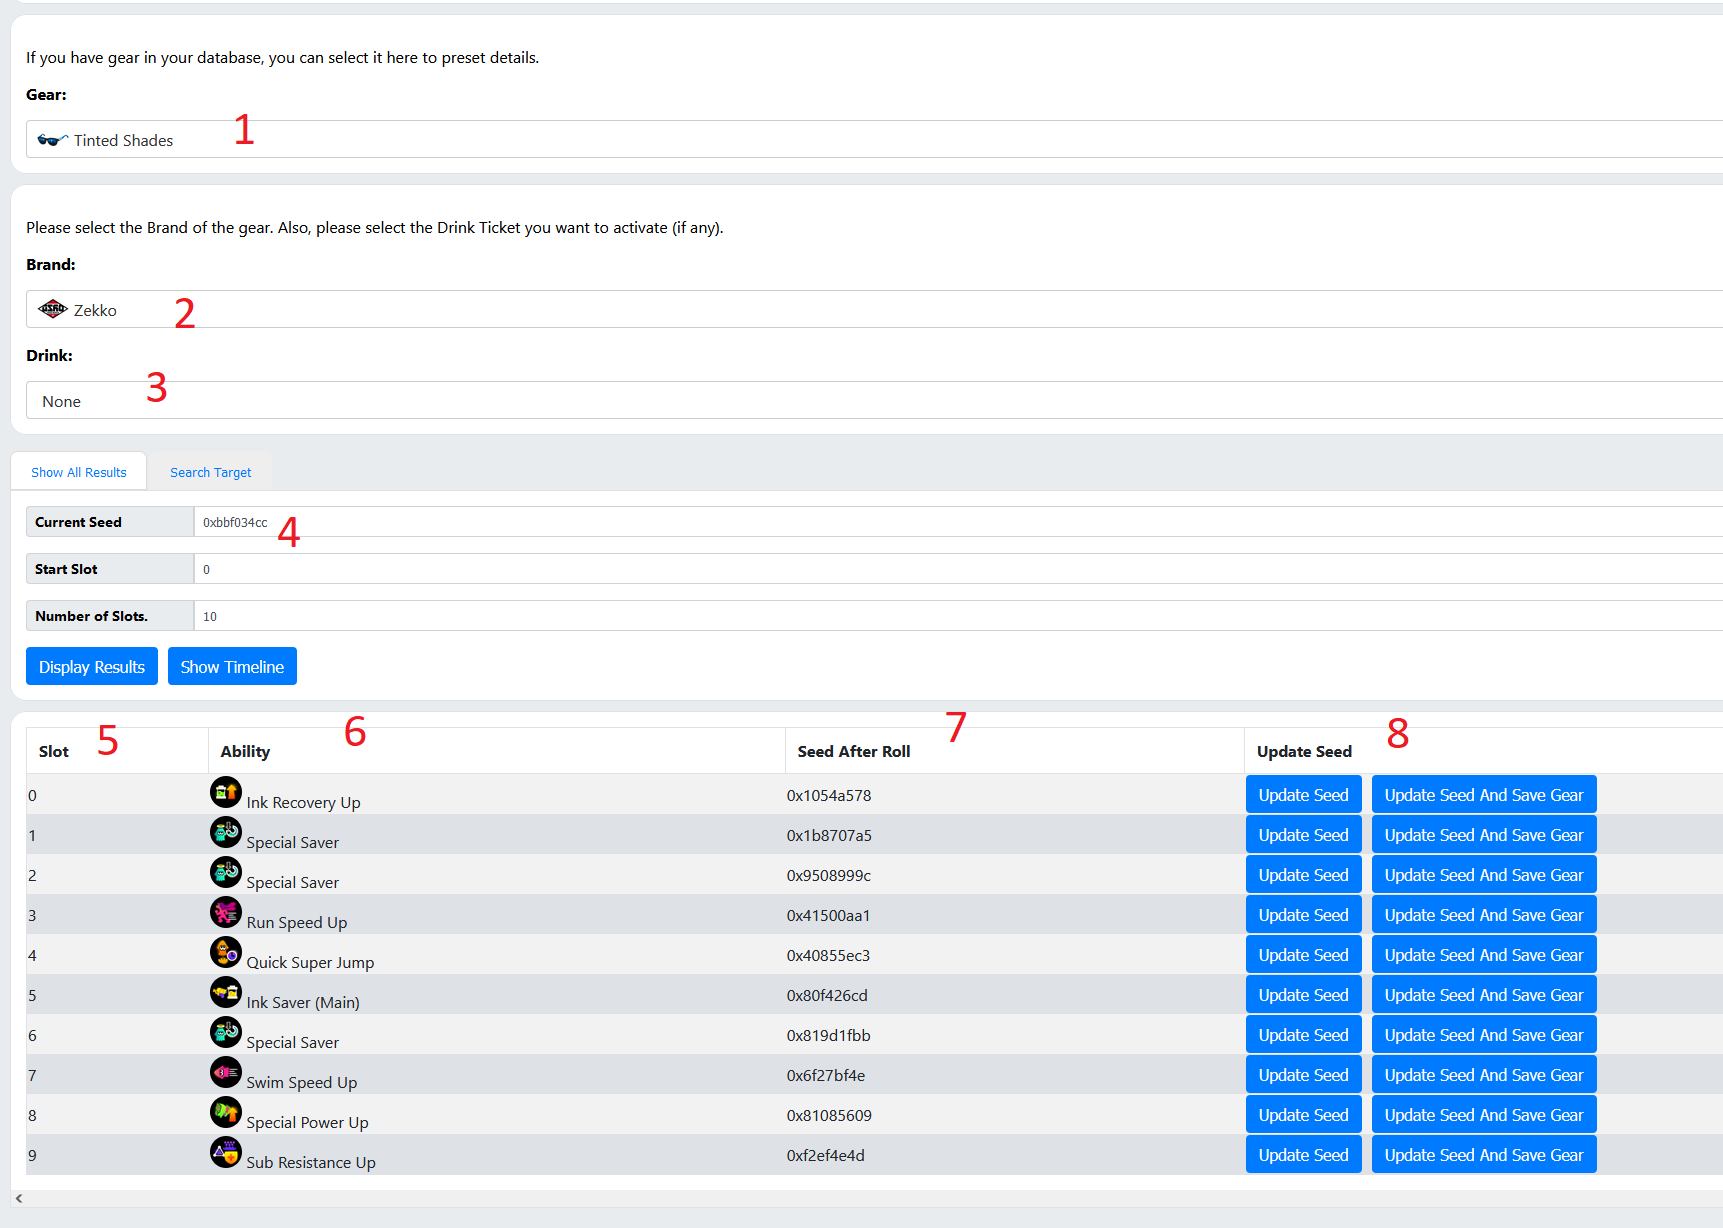 If you have gear in your database, you can select it here to preset details.
Gear:
Tinted Shades 1
Please select the Brand of the gear. Also, please select the Drink Ticket you want to activate (if any).
Brand:
Zekko 2
Drink:
None 3
Show All Results Search Target
Current Seed 0xbbf034cc 4
Start Slot 0
Number of Slots. 10
Display Results Show Timeline
5 6 7 8
Slot Ability Seed After Roll Update Seed
0 Ink Recovery Up 0x1054a578 Update Seed Update Seed And Save Gear
1 Special Saver 0x1b8707a5 Update Seed Update Seed And Save Gear
2 Special Saver 0x9508999c Update Seed Update Seed And Save Gear
3 Run Speed Up 0x41500aa1 Update Seed Update Seed And Save Gear
4 Quick Super Jump 0x40855ec3 Update Seed Update Seed And Save Gear
5 Ink Saver (Main) 0x80f426cd Update Seed Update Seed And Save Gear
6 Special Saver 0x819d1fbb Update Seed Update Seed And Save Gear
7 Swim Speed Up 0x6f27bf4e Update Seed Update Seed And Save Gear
8 Special Power Up 0x81085609 Update Seed Update Seed And Save Gear
9 Sub Resistance Up 0xf2ef4e4d Update Seed Update Seed And Save Gear